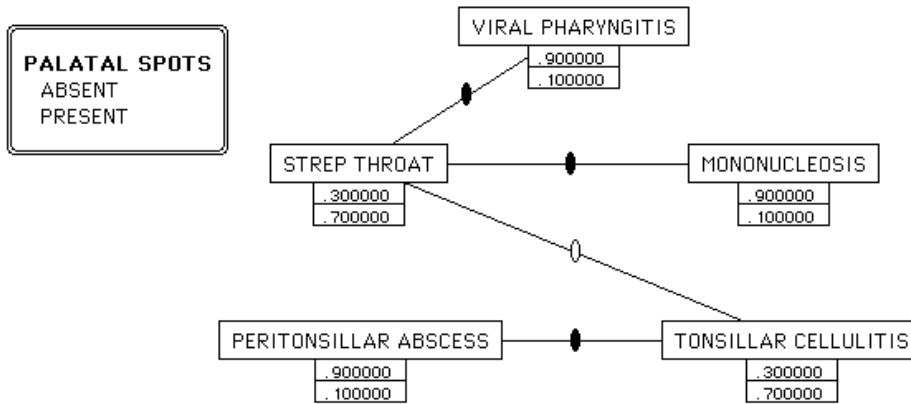 VIRAL PHARYNGITIS
.900000
.100000
PALATAL SPOTS
ABSENT
PRESENT
STREP THROAT
.300000
.700000
MONONUCLEOSIS
.900000
.100000
PERITONSILLAR ABSCESS
.900000
.100000
TONSILLAR CELLULITIS
.300000
.700000